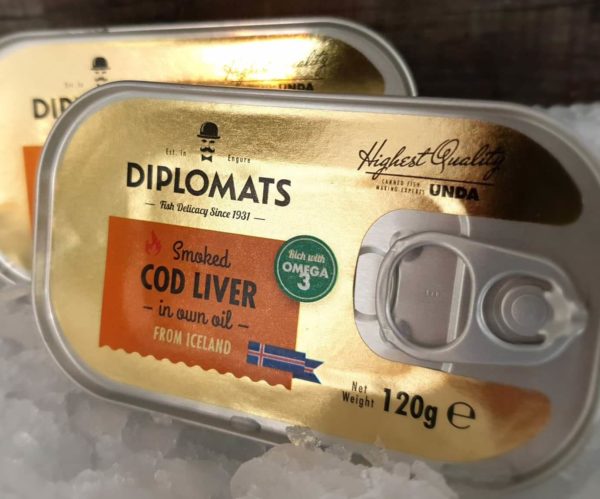 DIP
UNDA
Est. in Engure
DIPLOMATS
Fish Delicacy Since 1931
Highest Quality
CANNED FISH
MAKING EXPERTS UNDA
Smoked
COD LIVER
- in own oil -
FROM ICELAND
Rich with
OMEGA
3
Net
Weight 120g ℮